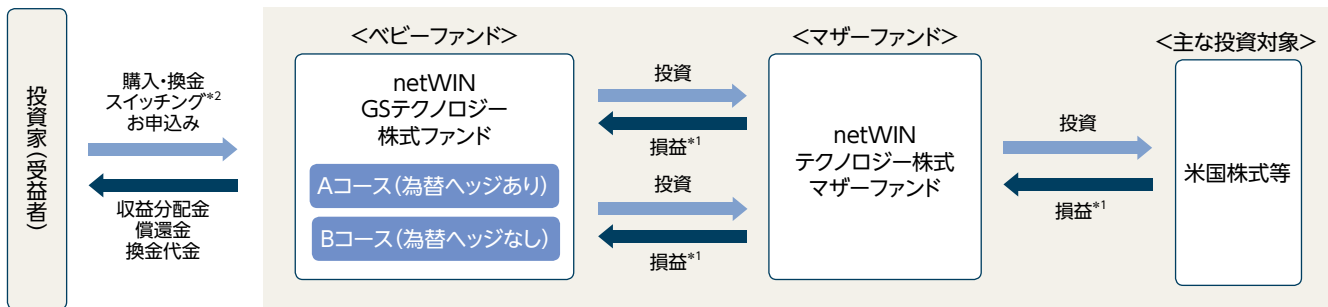 投資家(受益者)
購入・換金
スイッチング*2
お申込み
収益分配金
償還金
換金代金
＜ベビーファンド＞
netWIN
GSテクノロジー
株式ファンド
Aコース(為替ヘッジあり)
Bコース(為替ヘッジなし)
投資
損益*1
投資
損益*1
＜マザーファンド＞
netWIN
テクノロジー株式
マザーファンド
投資
損益*1
＜主な投資対象＞
米国株式等